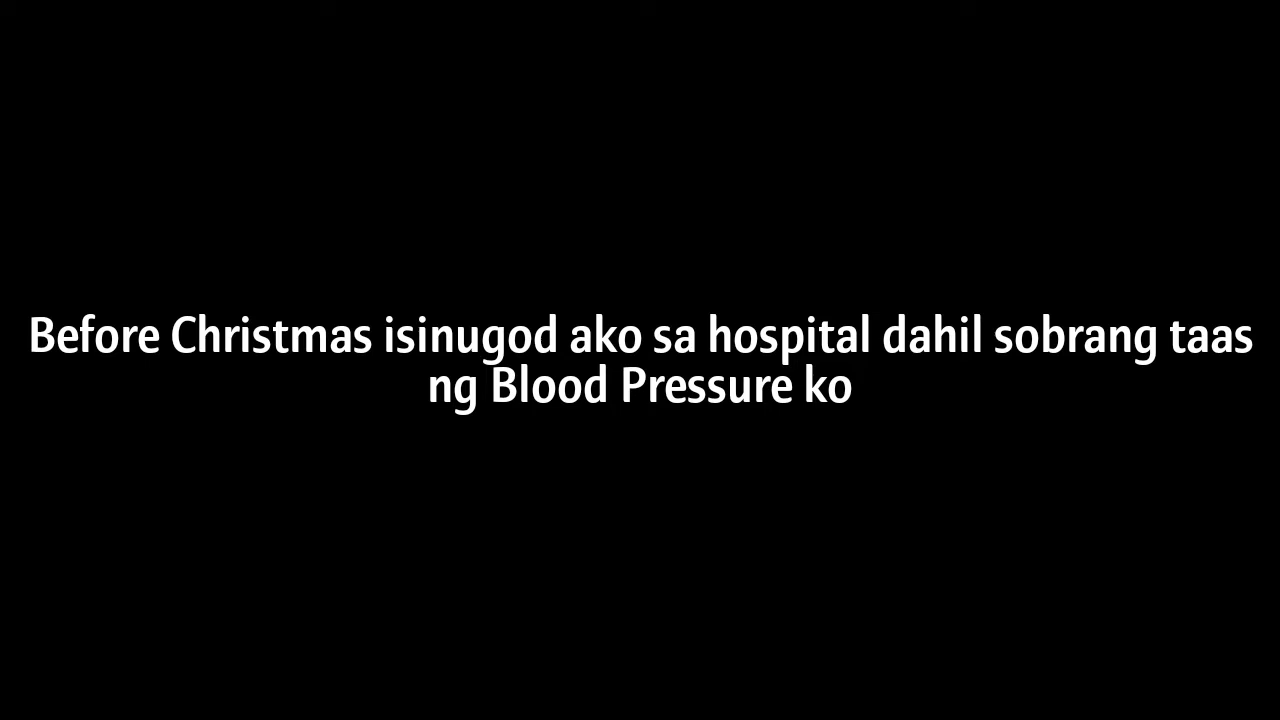 Before Christmas isinugod ako sa hospital dahil sobrang taas
ng Blood Pressure ko